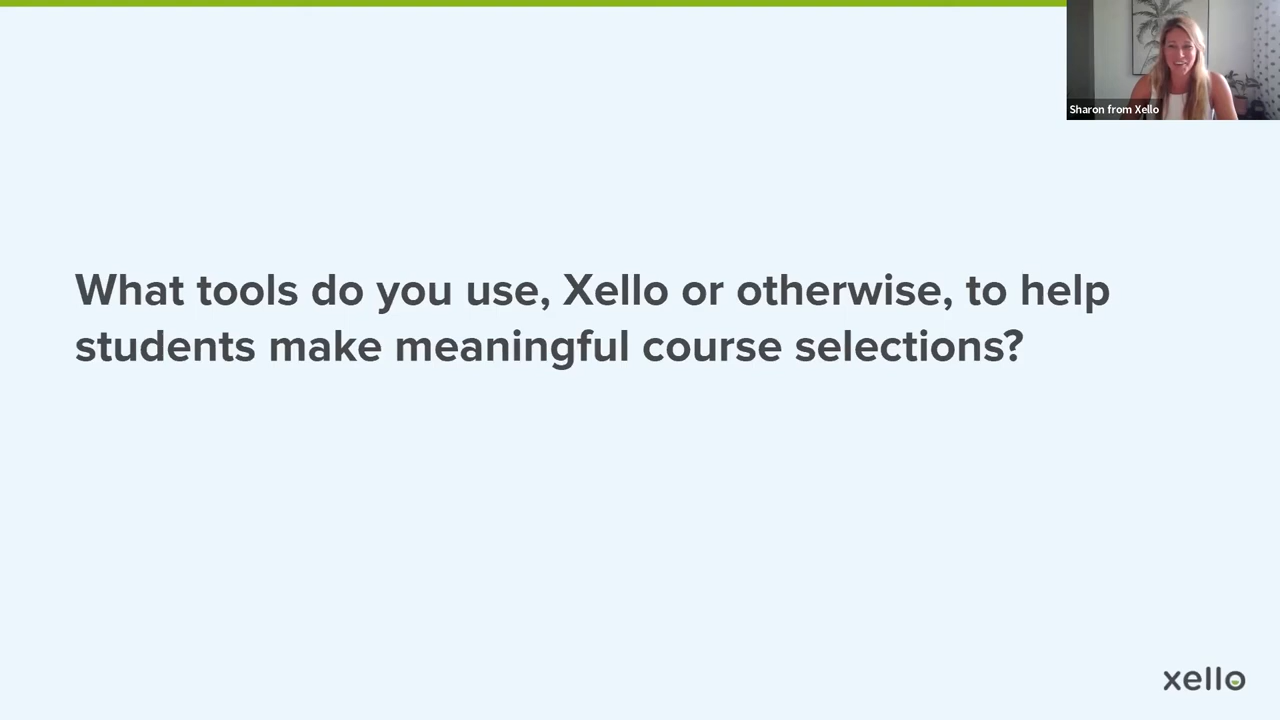 Sharon from Xello
What tools do you use, Xello or otherwise, to help
students make meaningful course selections?
xello